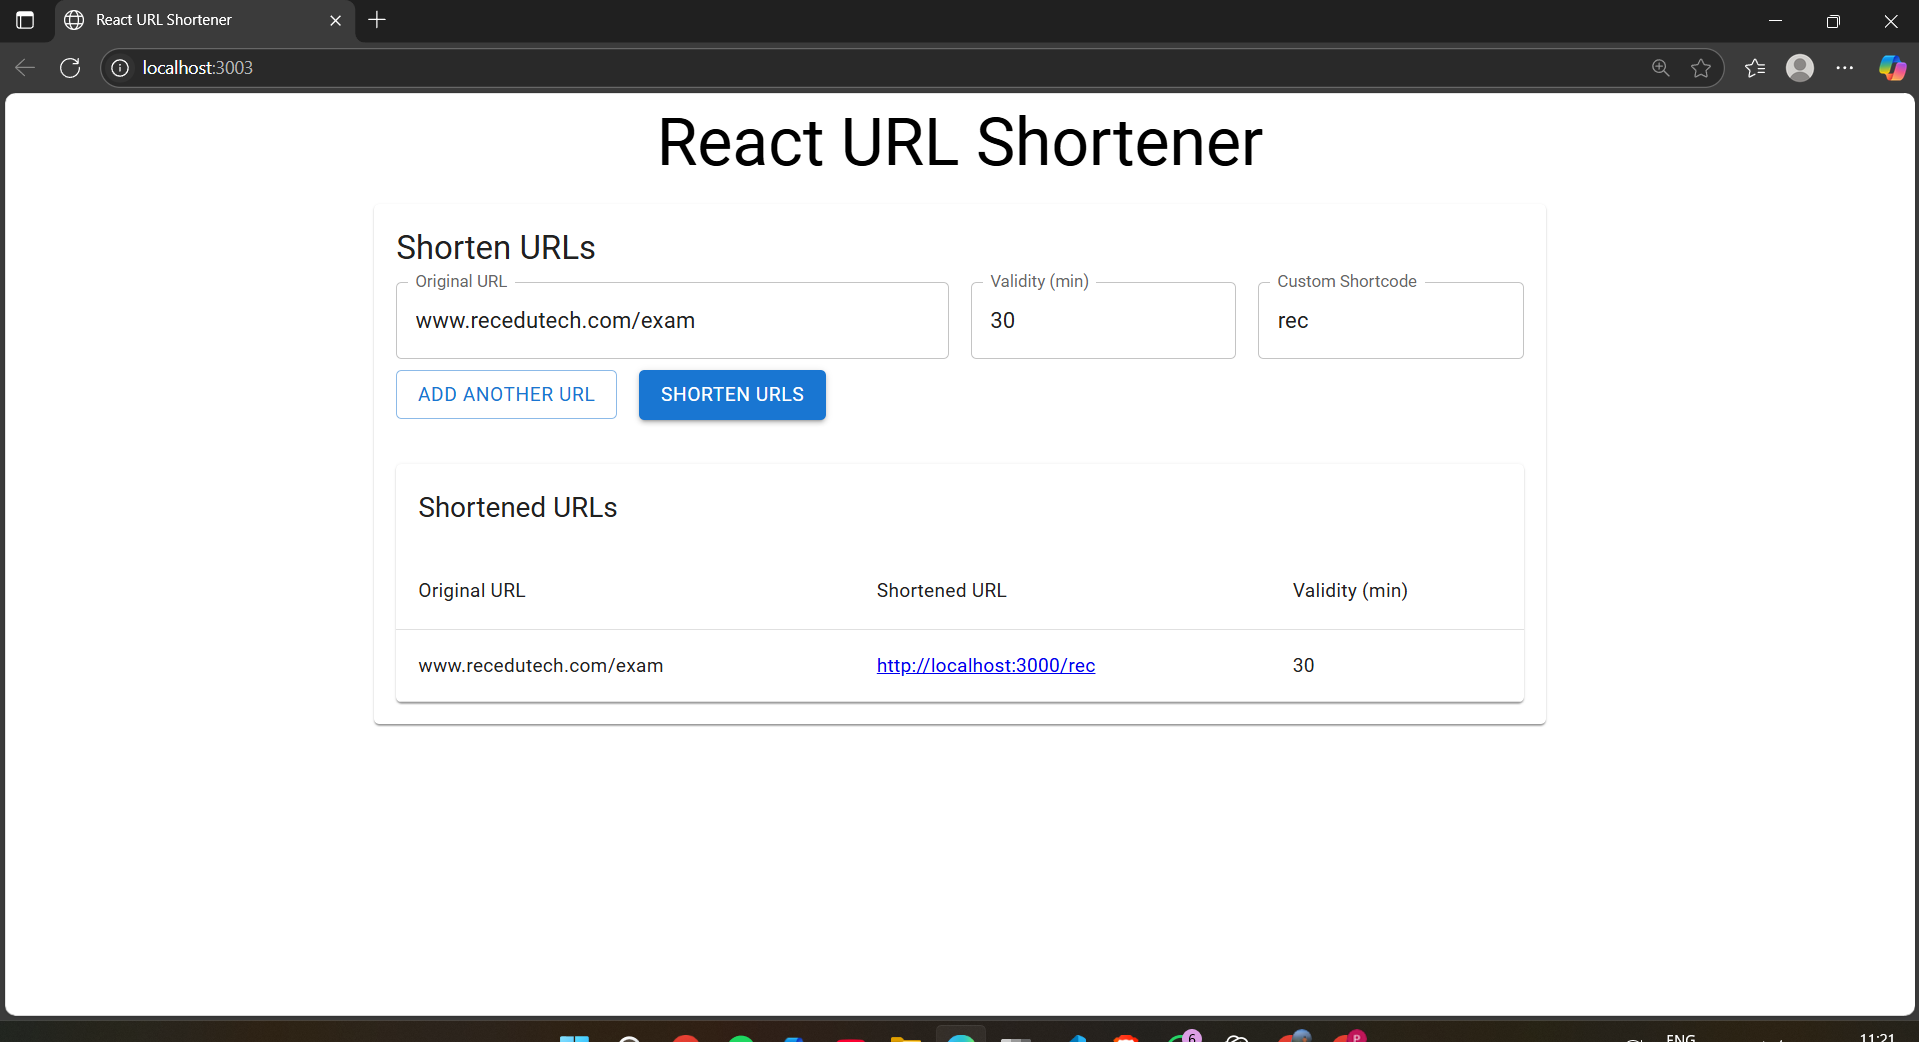 React URL Shortener
localhost:3003
React URL Shortener
Shorten URLs
Original URL
Validity (min)
Custom Shortcode
www.recedutech.com/exam
30
rec
ADD ANOTHER URL
SHORTEN URLS
Shortened URLs
Original URL
Shortened URL
Validity (min)
www.recedutech.com/exam
http://localhost:3000/rec
30
6
P
ENG
11:21